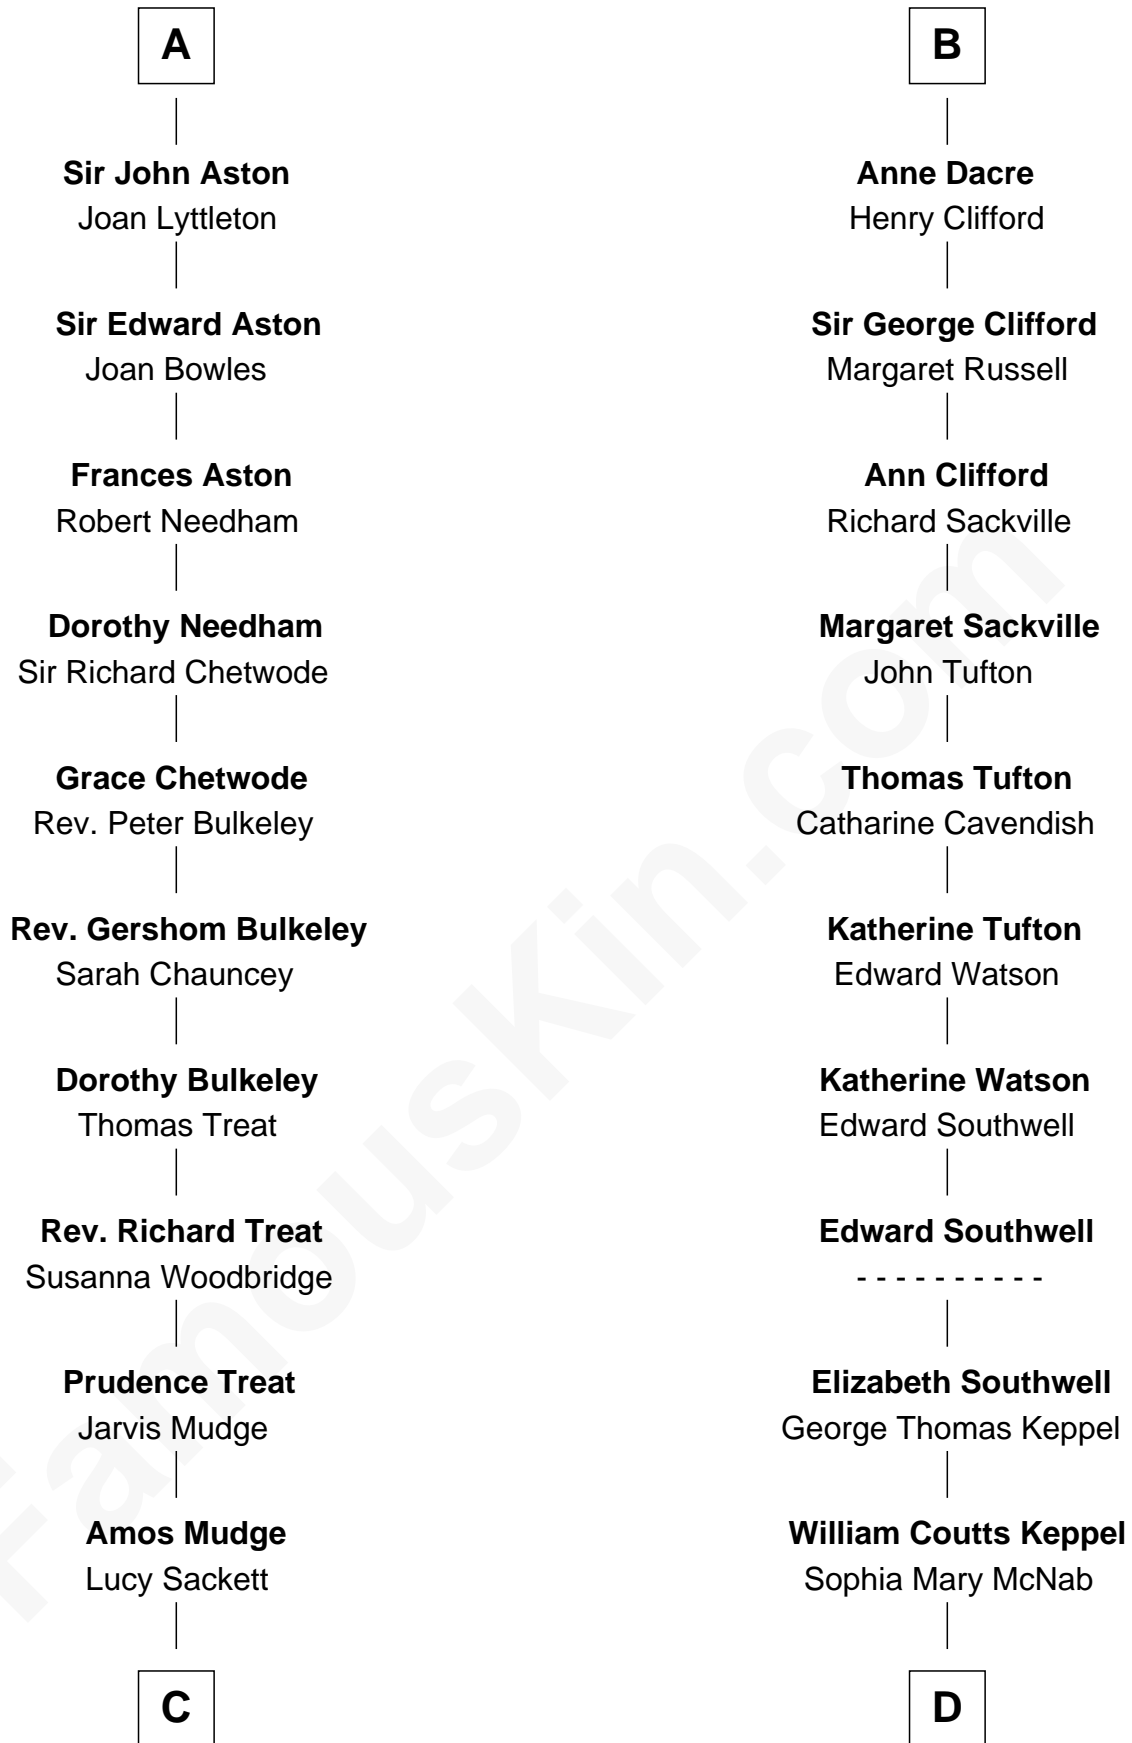 A
Sir John Aston
Joan Lyttleton
Sir Edward Aston
Joan Bowles
Frances Aston
Robert Needham
Dorothy Needham
Sir Richard Chetwode
Grace Chetwode
Rev. Peter Bulkeley
Rev. Gershom Bulkeley
Sarah Chauncey
Dorothy Bulkeley
Thomas Treat
Rev. Richard Treat
Susanna Woodbridge
Prudence Treat
Jarvis Mudge
Amos Mudge
Lucy Sackett
C
B
Anne Dacre
Henry Clifford
Sir George Clifford
Margaret Russell
Ann Clifford
Richard Sackville
Margaret Sackville
John Tufton
Thomas Tufton
Catharine Cavendish
Katherine Tufton
Edward Watson
Katherine Watson
Edward Southwell
Edward Southwell
- - - - - - - - - -
Elizabeth Southwell
George Thomas Keppel
William Coutts Keppel
Sophia Mary McNab
D
FamousKin.com